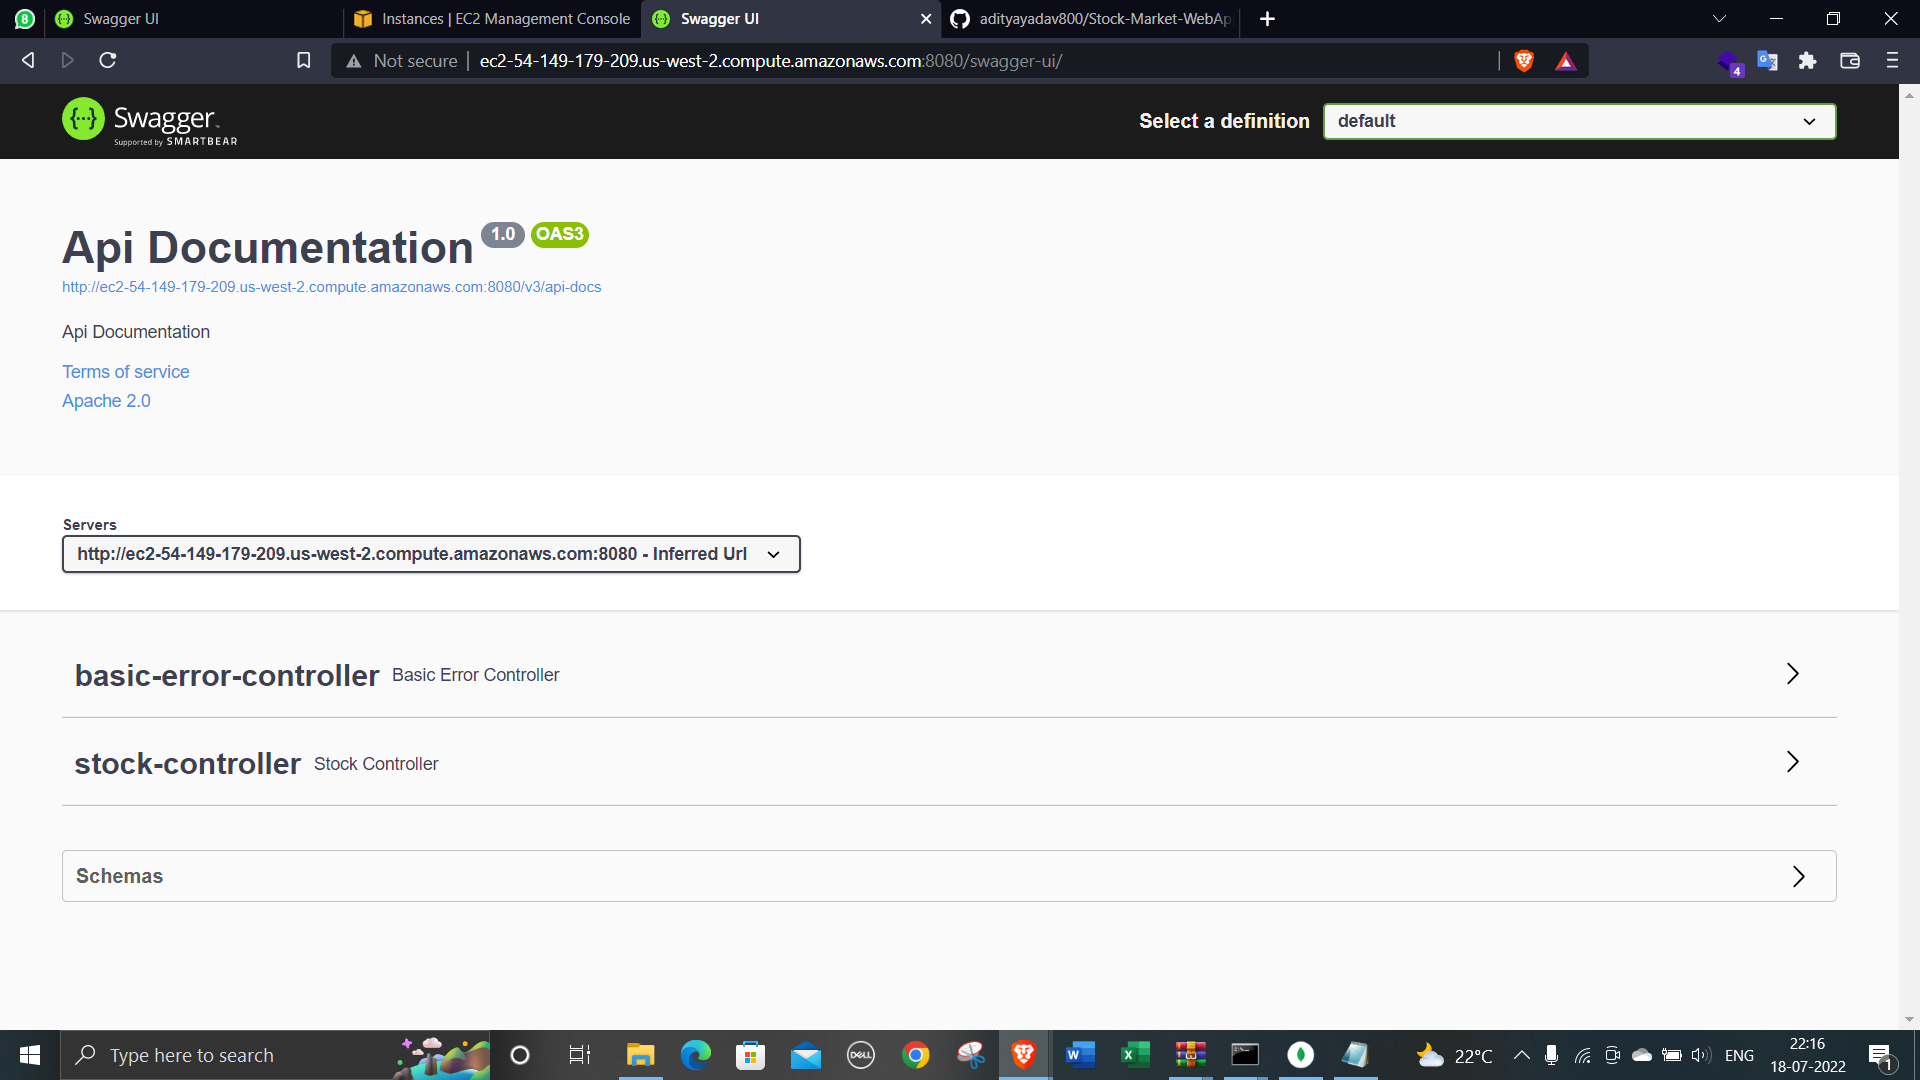 8
Swagger UI
Instances | EC2 Management Console
Swagger UI
adityayadav800/Stock-Market-WebAp
Not secure
ec2-54-149-179-209.us-west-2.compute.amazonaws.com:8080/swagger-ui/
4
{···} Swagger
Supported by SMARTBEAR
Select a definition
default
Api Documentation 1.0 OAS3
http://ec2-54-149-179-209.us-west-2.compute.amazonaws.com:8080/v3/api-docs
Api Documentation
Terms of service
Apache 2.0
Servers
http://ec2-54-149-179-209.us-west-2.compute.amazonaws.com:8080 - Inferred Url
basic-error-controller Basic Error Controller
stock-controller Stock Controller
Schemas
Type here to search
DELL
22°C
ENG
22:16
18-07-2022
1